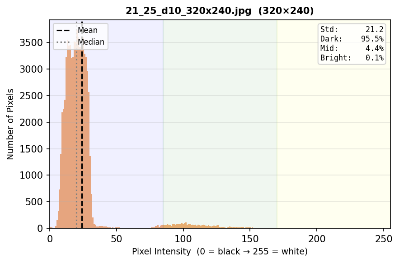 21_25_d10_320x240.jpg (320×240)
Mean
Median
Std: 21.2
Dark: 95.5%
Mid: 4.4%
Bright: 0.1%
Number of Pixels
3500
3000
2500
2000
1500
1000
500
0
0 50 100 150 200 250
Pixel Intensity (0 = black → 255 = white)